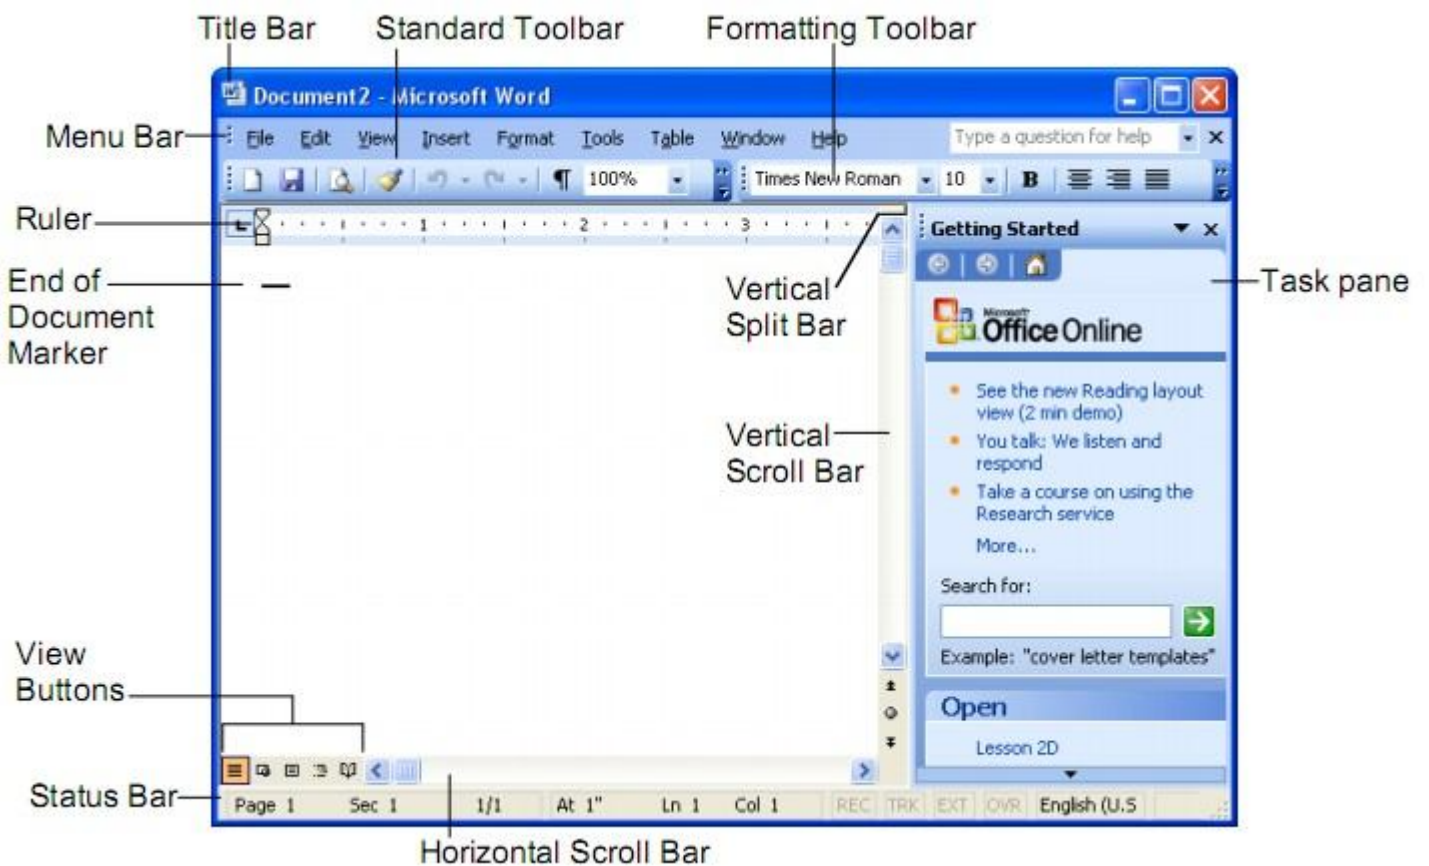 Title Bar Standard Toolbar Formatting Toolbar
Document2 - Microsoft Word
Menu Bar
File Edit View Insert Format Tools Table Window Help Type a question for help
100% Times New Roman 10 B
Ruler
1 2 3
Getting Started
End of
Document
Marker
Vertical
Split Bar
Task pane
Microsoft
Office Online
See the new Reading layout
view (2 min demo)
You talk: We listen and
respond
Take a course on using the
Research service
More...
Vertical
Scroll Bar
Search for:
Example: "cover letter templates"
View
Buttons
Open
Lesson 2D
Status Bar
Page 1 Sec 1 1/1 At 1" Ln 1 Col 1 REC TRK EXT OVR English (U.S
Horizontal Scroll Bar